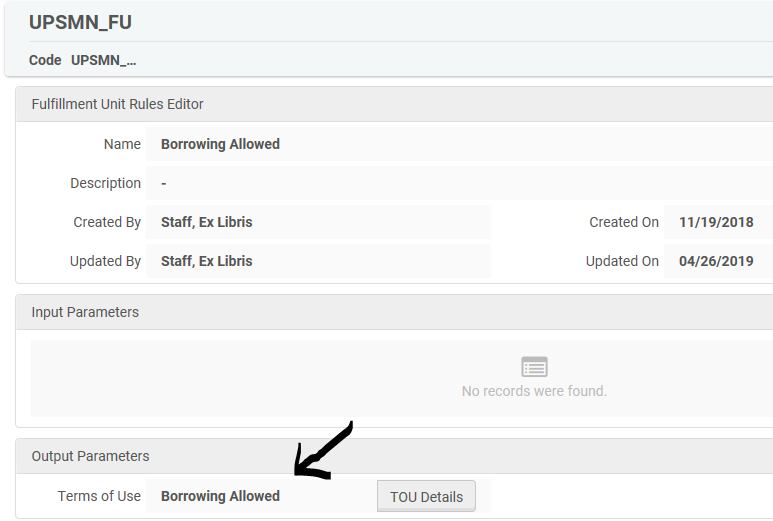 UPSMN_FU
Code UPSMN_...
Fulfillment Unit Rules Editor
Name Borrowing Allowed
Description -
Created By Staff, Ex Libris Created On 11/19/2018
Updated By Staff, Ex Libris Updated On 04/26/2019
Input Parameters
No records were found.
Output Parameters
Terms of Use Borrowing Allowed TOU Details